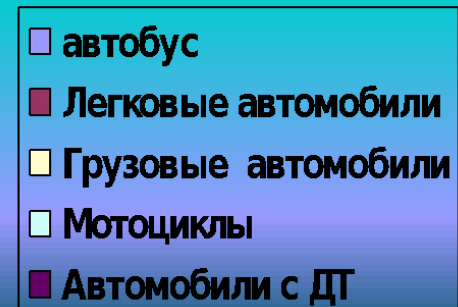 автобус
Легковые автомобили
Грузовые автомобили
Мотоциклы
Автомобили с ДТ